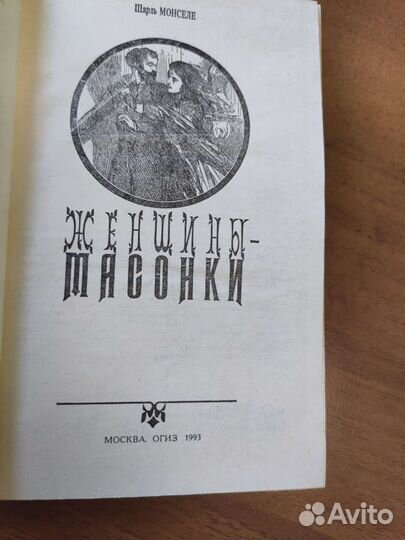 Шарль МОНСЕЛЕ
ЖЕНЩИНЫ-
МАСОНКИ
МОСКВА. ОГИЗ 1993
Avito